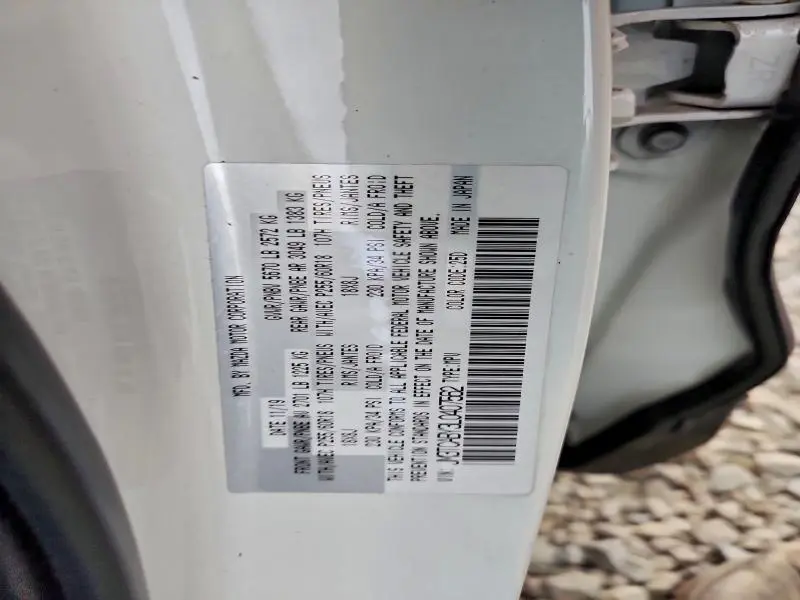 MFD. BY MAZDA MOTOR CORPORATION
DATE: 11/19 GVWR/PNBV 5670 LB 2572 KG
FRONT GAWR/PNBE AV 2701 LB 1225 KG REAR GAWR/PNBE AR 3049 LB 1383 KG
WITH/AVEC P255/60R18 107H TIRES/PNEUS WITH/AVEC P255/60R18 107H TIRES/PNEUS
18X8J RIMS/JANTES 18X8J RIMS/JANTES
230 KPA/34 PSI COLD/A FROID 230 KPA/34 PSI COLD/A FROID
THIS VEHICLE CONFORMS TO ALL APPLICABLE FEDERAL MOTOR VEHICLE SAFETY AND THEFT
PREVENTION STANDARDS IN EFFECT ON THE DATE OF MANUFACTURE SHOWN ABOVE.
VIN: JM3TCABY3L0407562 TYPE:MPV COLOR CODE:25D MADE IN JAPAN